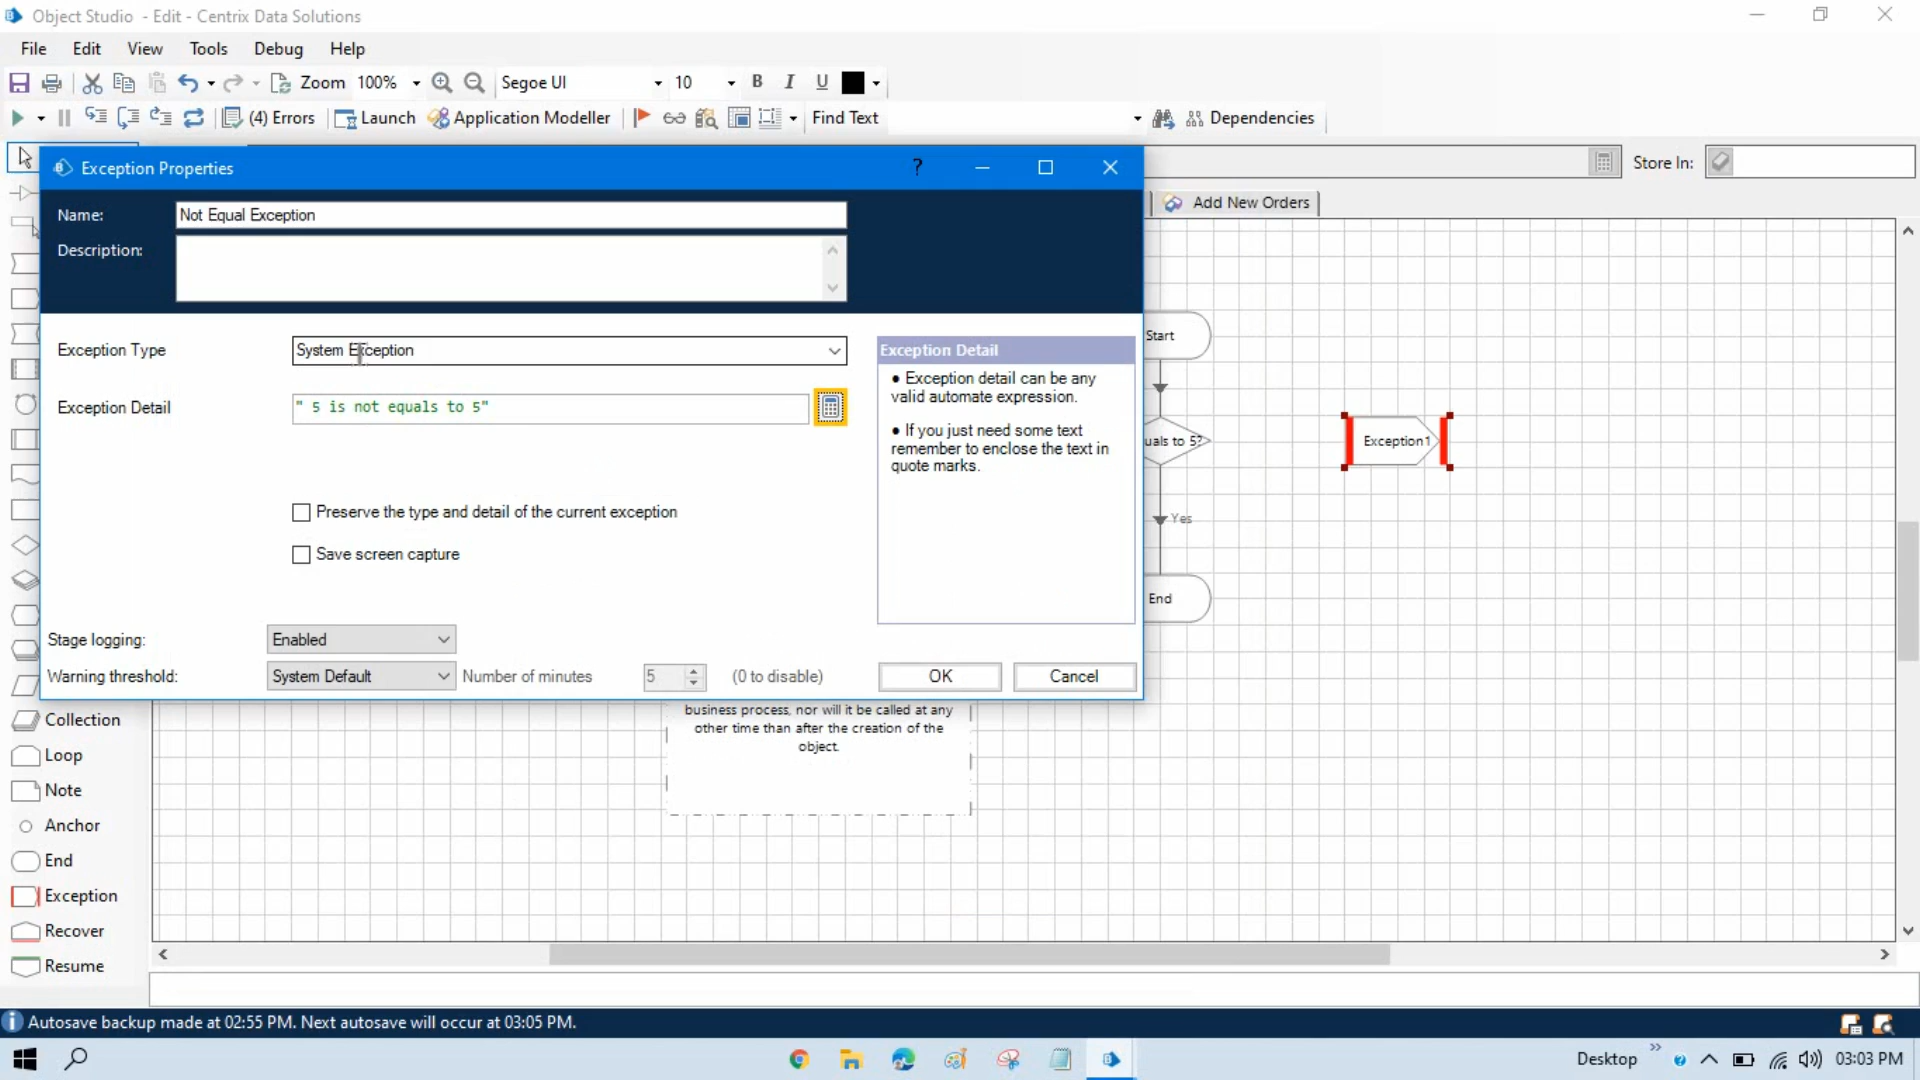 Object Studio - Edit - Centrix Data Solutions
File Edit View Tools Debug Help
Zoom 100% Segoe UI 10 B I U
(4) Errors Launch Application Modeller Find Text Dependencies
Exception Properties ?
Store In:
Name: Not Equal Exception
Add New Orders
Description:
Exception Type System Exception
Exception Detail " 5 is not equals to 5"
Exception Detail
• Exception detail can be any
valid automate expression.
• If you just need some text
remember to enclose the text in
quote marks.
Start
uals to 5?
Exception1
Yes
End
Preserve the type and detail of the current exception
Save screen capture
Stage logging: Enabled
Warning threshold: System Default Number of minutes 5 (0 to disable) OK Cancel
business process, nor will it be called at any
other time than after the creation of the
object.
Collection
Loop
Note
Anchor
End
Exception
Recover
Resume
Autosave backup made at 02:55 PM. Next autosave will occur at 03:05 PM.
Desktop 03:03 PM